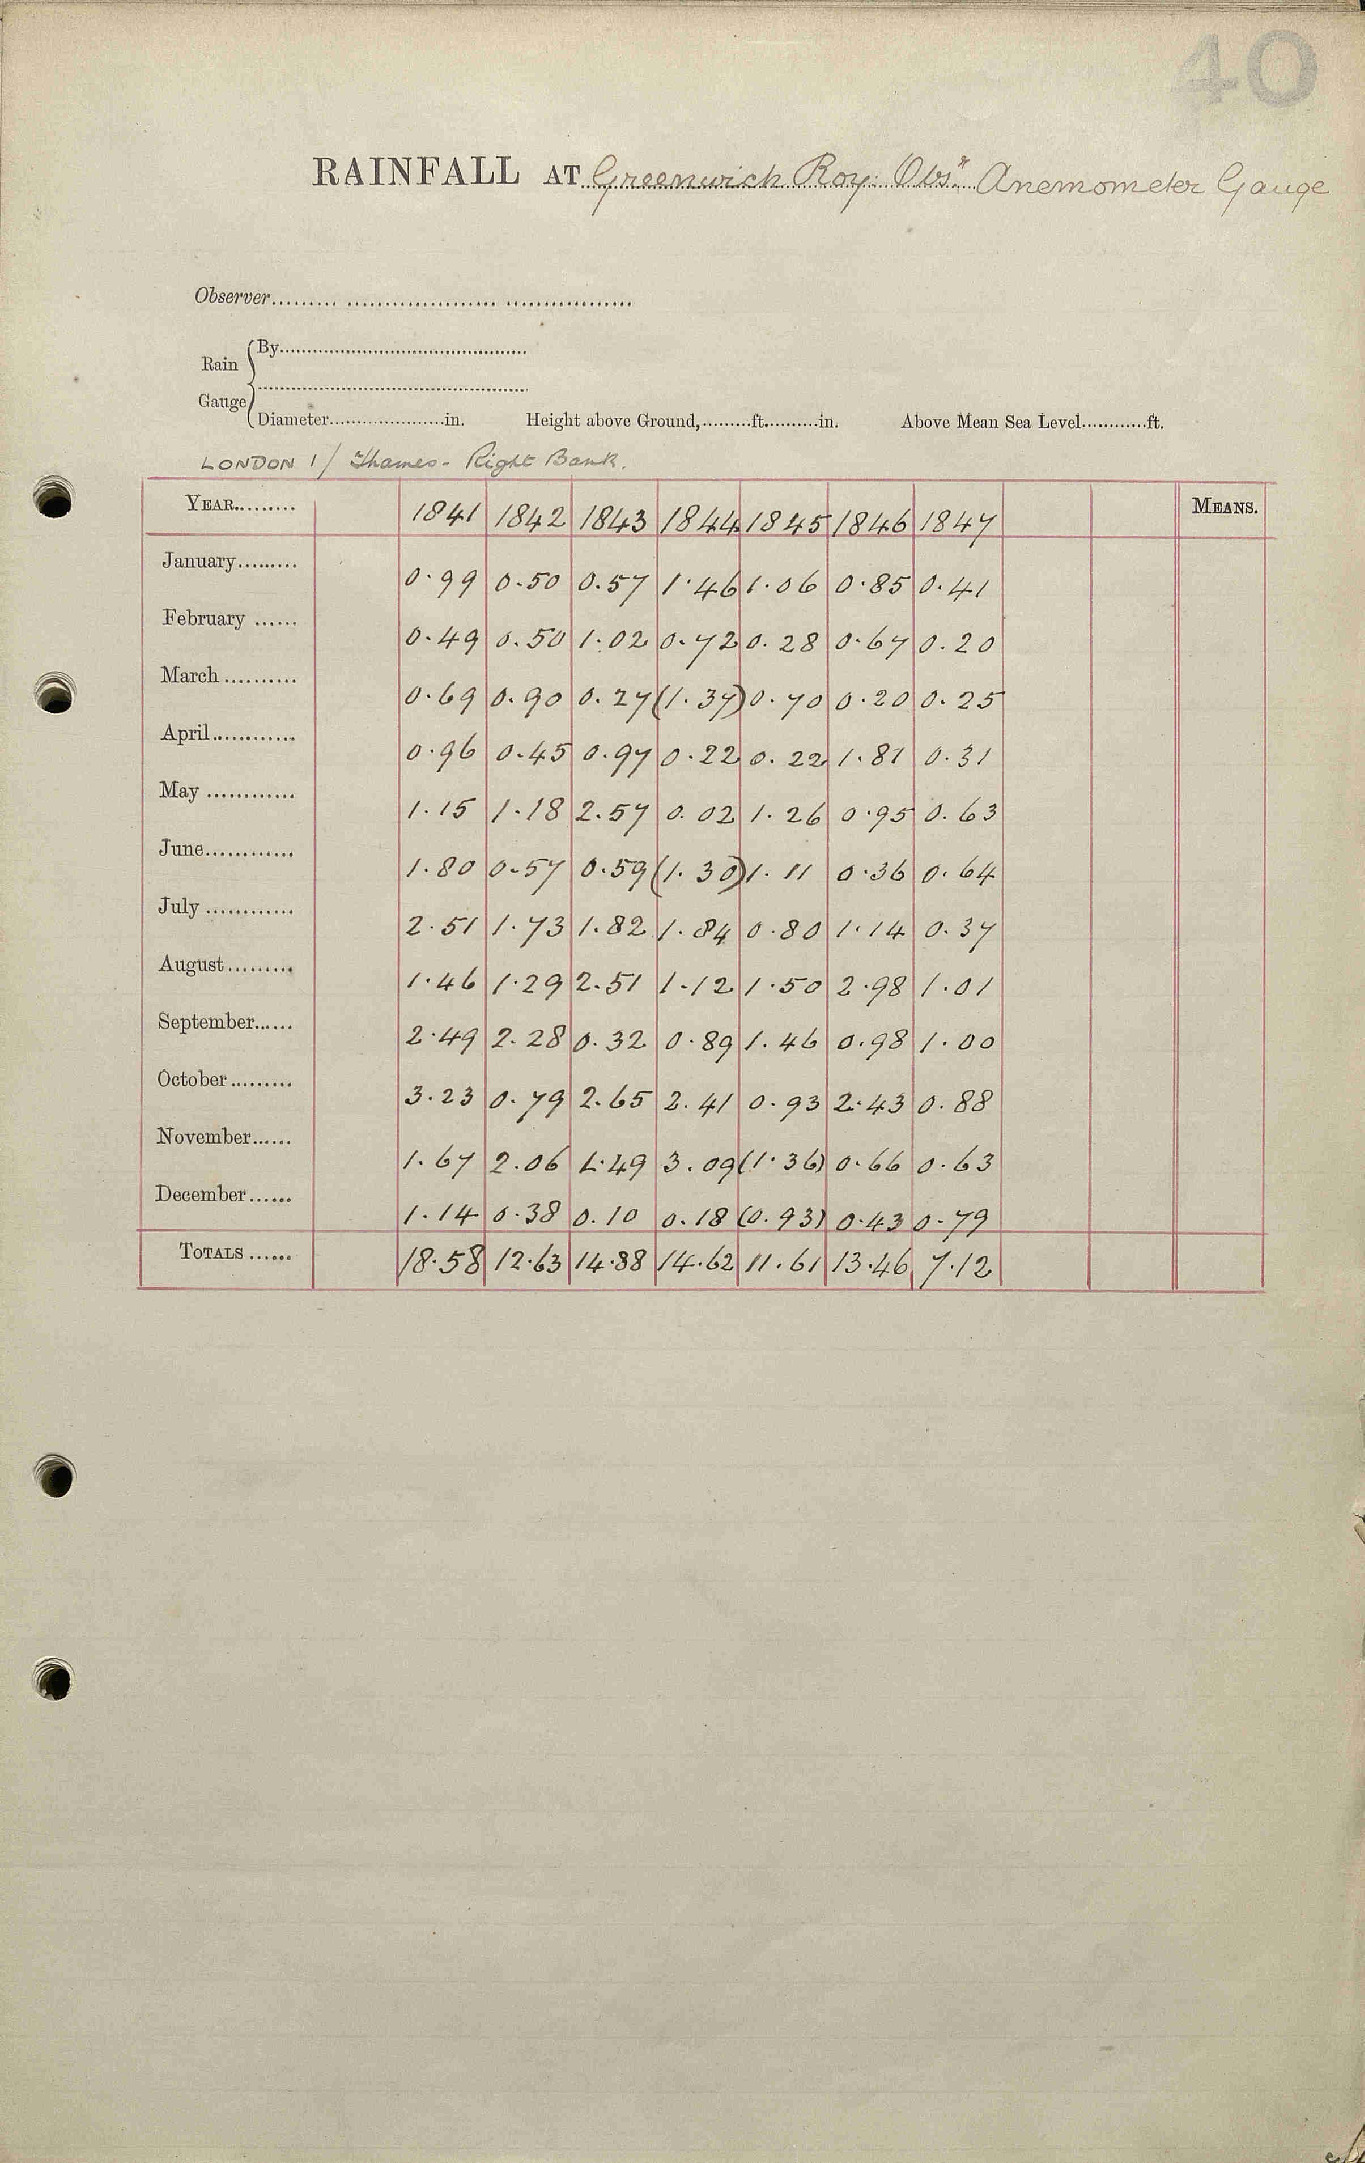 40
RAINFALL AT Greenwich Roy: Obsy Anemometer Gauge
Observer
Rain Gauge
By
Diameter in. Height above Ground, ft. in. Above Mean Sea Level ft.
LONDON 1/ Thames - Right Bank.
YEAR 1841 1842 1843 1844 1845 1846 1847 MEANS.
January 0.99 0.50 0.57 1.46 1.06 0.85 0.41
February 0.49 0.50 1.02 0.72 0.28 0.67 0.20
March 0.69 0.90 0.27 (1.37) 0.70 0.20 0.25
April 0.96 0.45 0.97 0.22 0.22 1.81 0.31
May 1.15 1.18 2.57 0.02 1.26 0.95 0.63
June 1.80 0.57 0.59 (1.30) 1.11 0.36 0.64
July 2.51 1.73 1.82 1.84 0.80 1.14 0.37
August 1.46 1.29 2.51 1.12 1.50 2.98 1.01
September 2.49 2.28 0.32 0.89 1.46 0.98 1.00
October 3.23 0.79 2.65 2.41 0.93 2.43 0.88
November 1.67 2.06 1.49 3.09 (1.36) 0.66 0.63
December 1.14 0.38 0.10 0.18 (0.93) 0.43 0.79
TOTALS 18.58 12.63 14.88 14.62 11.61 13.46 7.12